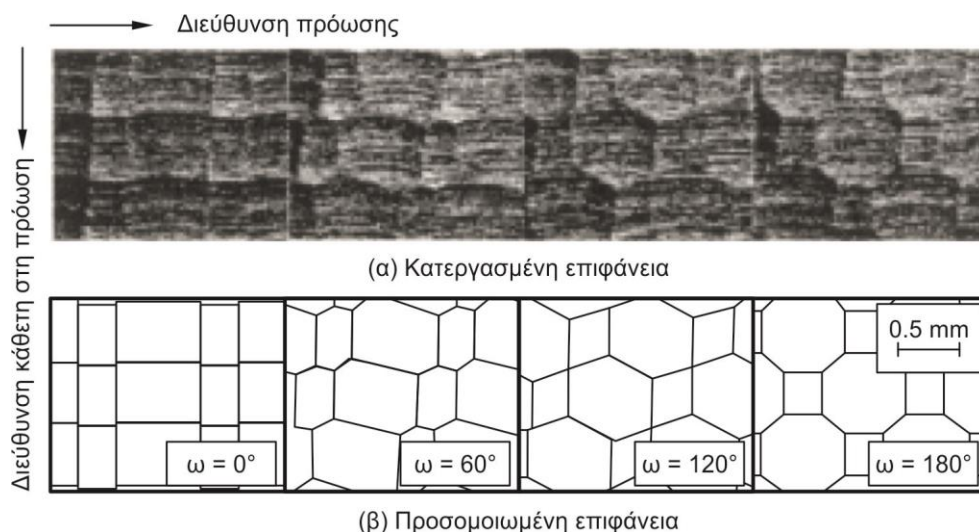 Διεύθυνση πρόωσης
Διεύθυνση κάθετη στη πρόωση
(α) Κατεργασμένη επιφάνεια
0.5 mm
ω = 0°
ω = 60°
ω = 120°
ω = 180°
(β) Προσομοιωμένη επιφάνεια